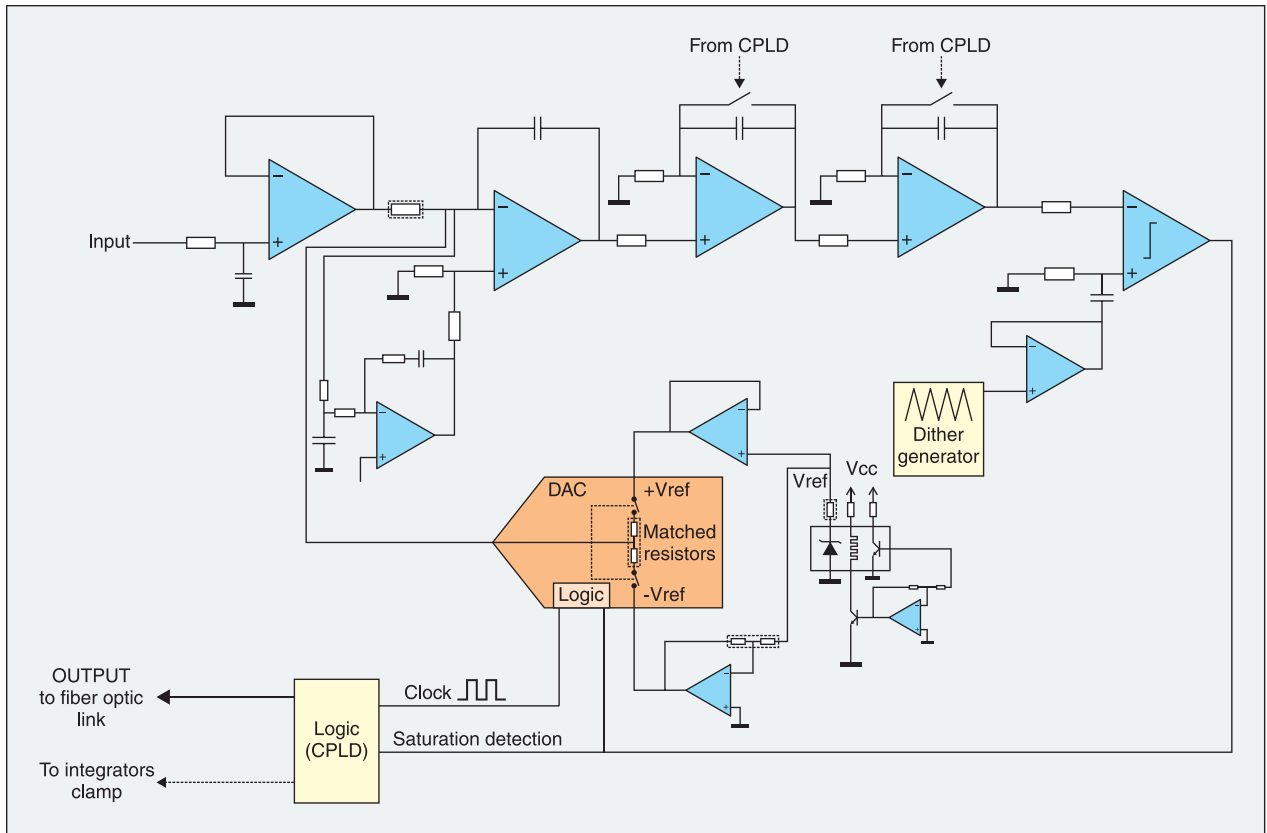 From CPLD
From CPLD
Input
Dither
generator
Vref
Vcc
DAC
+Vref
Matched
resistors
Logic
-Vref
OUTPUT
to fiber optic
link
Clock
Logic
(CPLD)
Saturation detection
To integrators
clamp